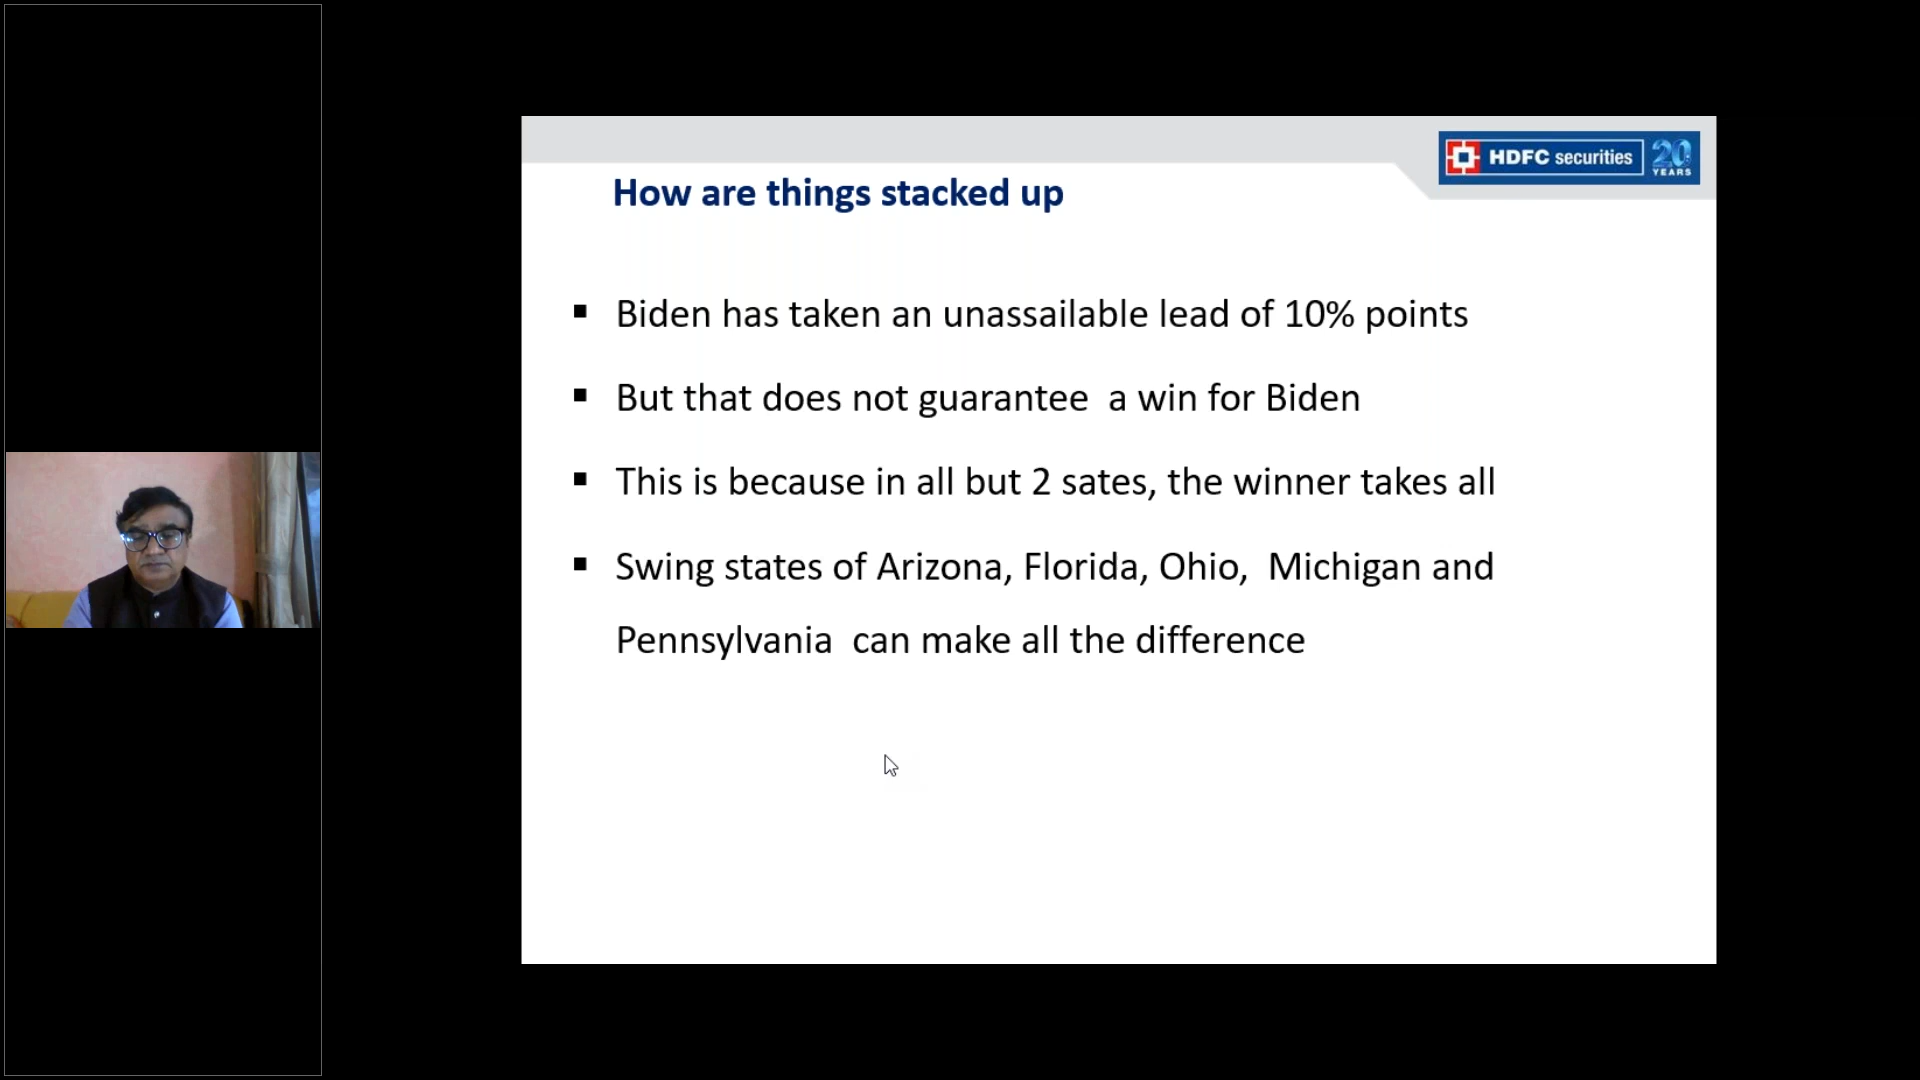 HDFC securities 20 YEARS
How are things stacked up
▪ Biden has taken an unassailable lead of 10% points
▪ But that does not guarantee  a win for Biden
▪ This is because in all but 2 sates, the winner takes all
▪ Swing states of Arizona, Florida, Ohio,  Michigan and
Pennsylvania  can make all the difference